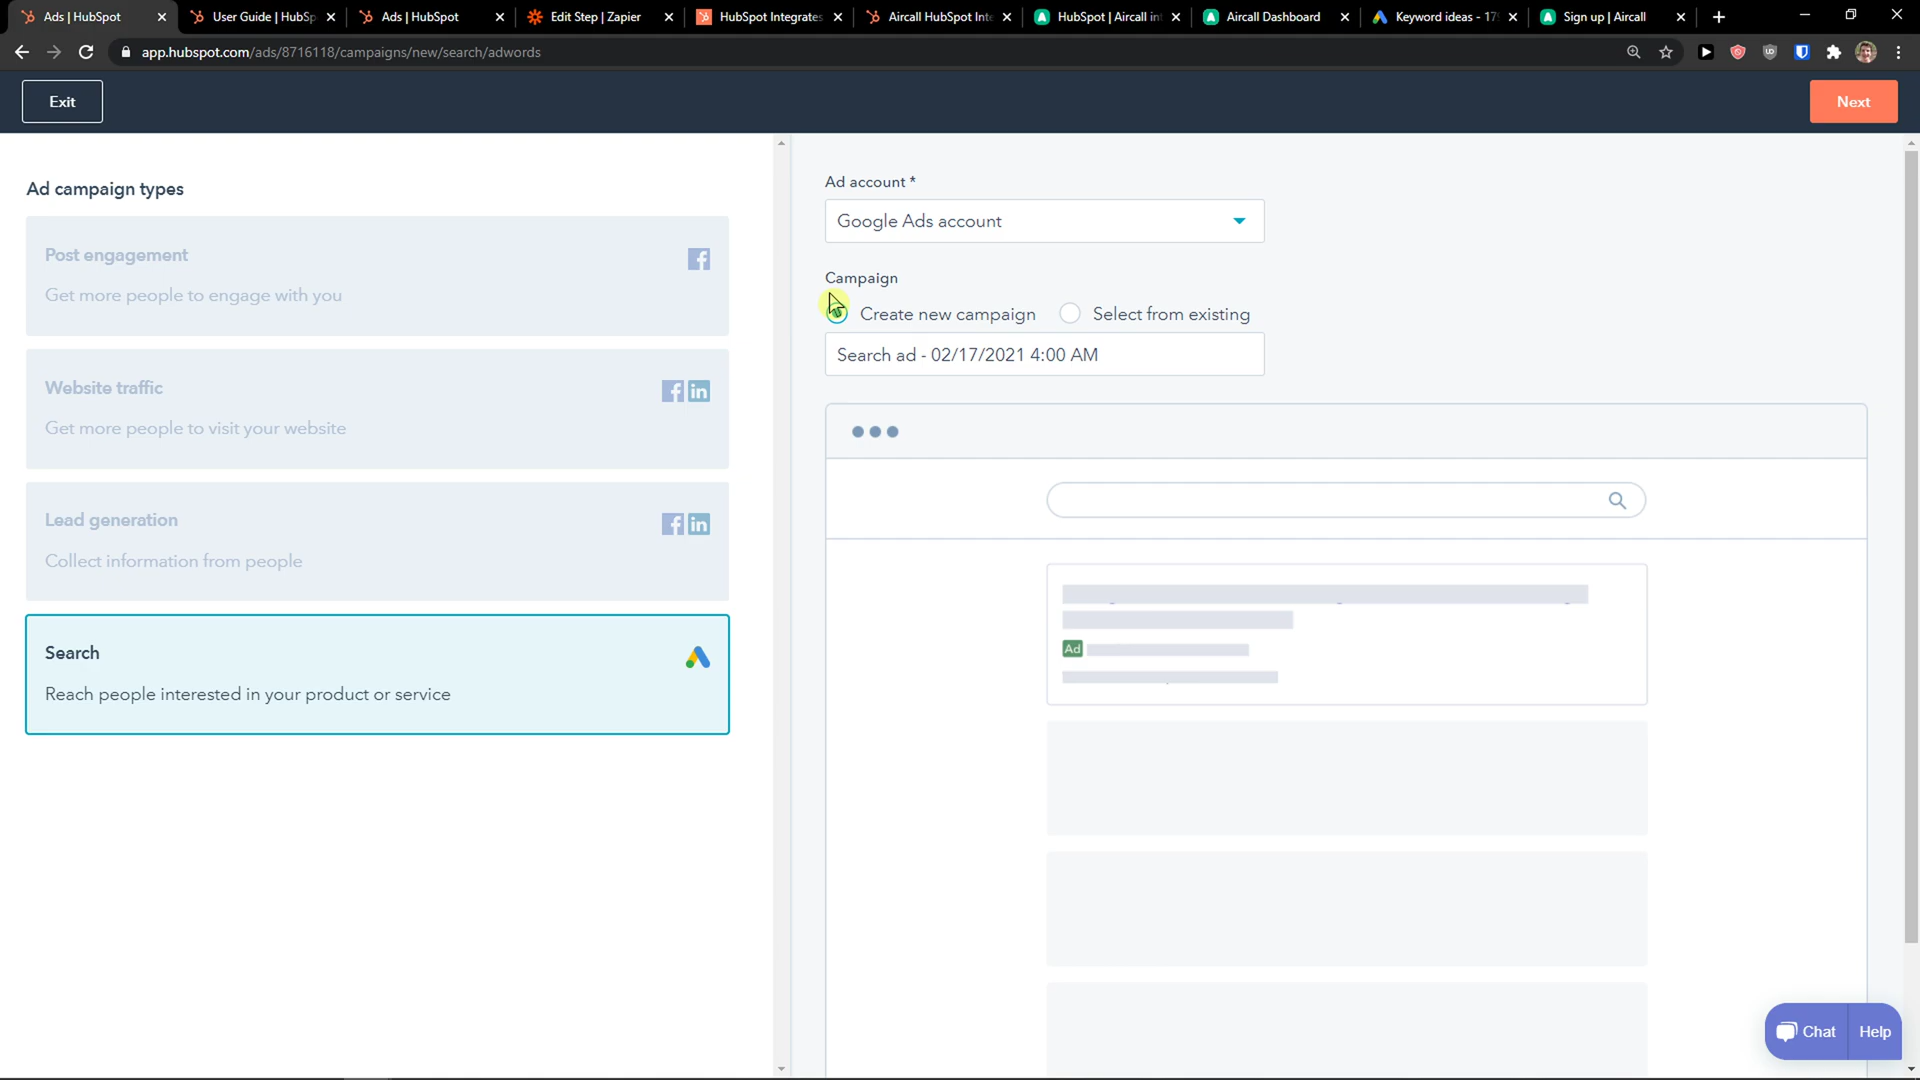 Ads | HubSpot
User Guide | HubSp
Ads | HubSpot
Edit Step | Zapier
HubSpot Integrates
Aircall HubSpot Inte
HubSpot | Aircall in
Aircall Dashboard
Keyword ideas - 179
Sign up | Aircall
app.hubspot.com/ads/8716118/campaigns/new/search/adwords
Exit
Next
Ad campaign types
Post engagement
Get more people to engage with you
Website traffic
Get more people to visit your website
Lead generation
Collect information from people
Search
Reach people interested in your product or service
Ad account *
Google Ads account
Campaign
Create new campaign
Select from existing
Search ad - 02/17/2021 4:00 AM
Ad
Chat
Help